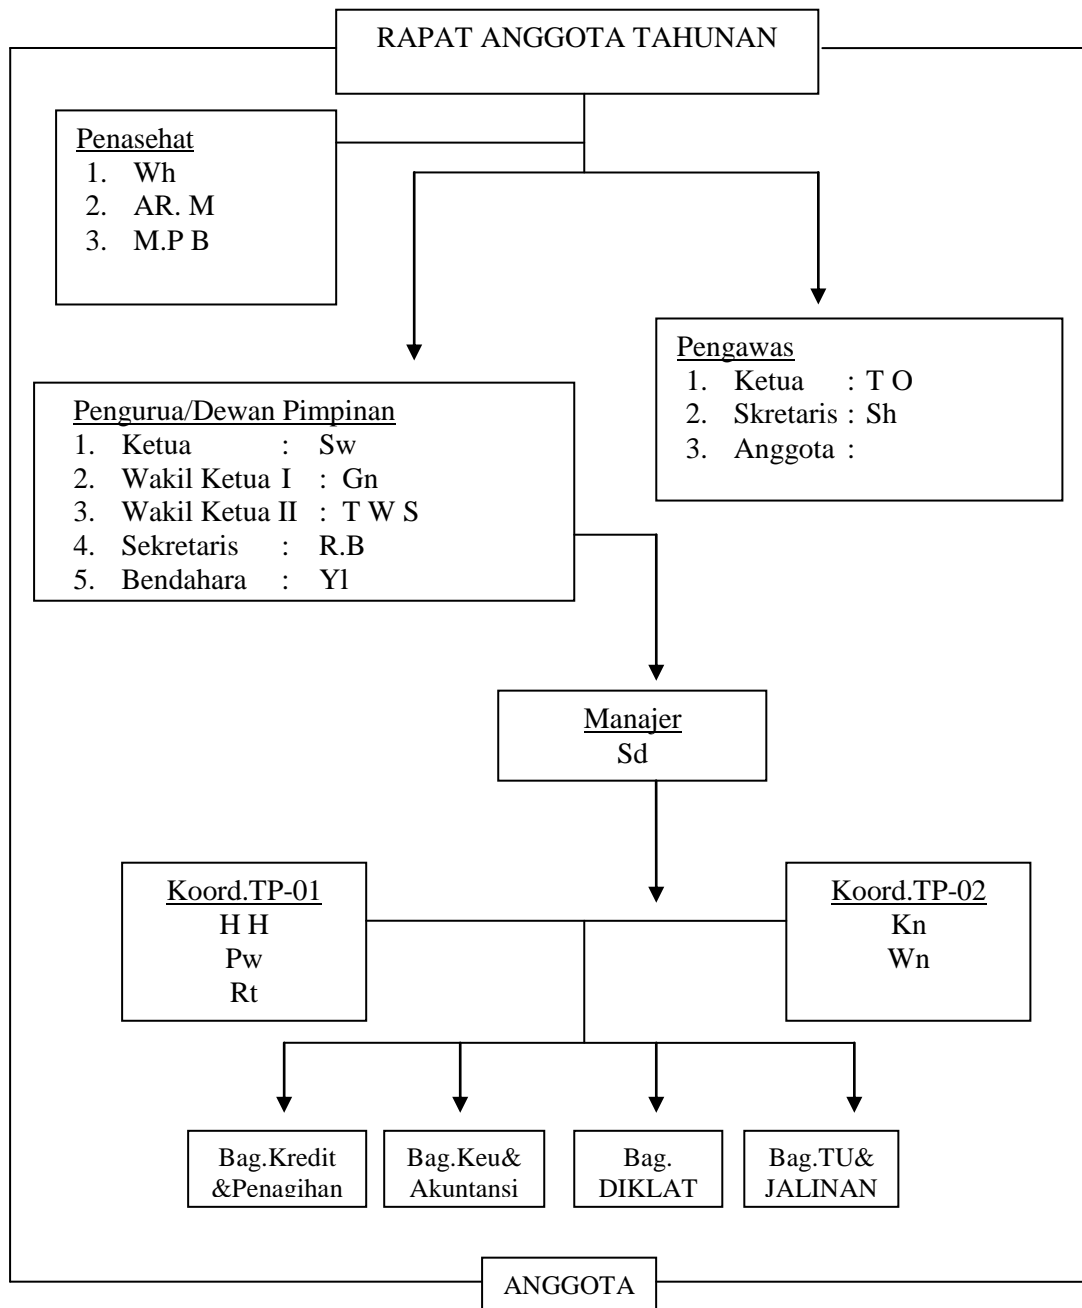 RAPAT ANGGOTA TAHUNAN
Penasehat
1. Wh
2. AR. M
3. M.P B
Pengawas
1. Ketua : T O
2. Skretaris : Sh
3. Anggota :
Pengurua/Dewan Pimpinan
1. Ketua : Sw
2. Wakil Ketua I : Gn
3. Wakil Ketua II : T W S
4. Sekretaris : R.B
5. Bendahara : Yl
Manajer
Sd
Koord.TP-01
H H
Pw
Rt
Koord.TP-02
Kn
Wn
Bag.Kredit
&Penagihan
Bag.Keu&
Akuntansi
Bag.
DIKLAT
Bag.TU&
JALINAN
ANGGOTA